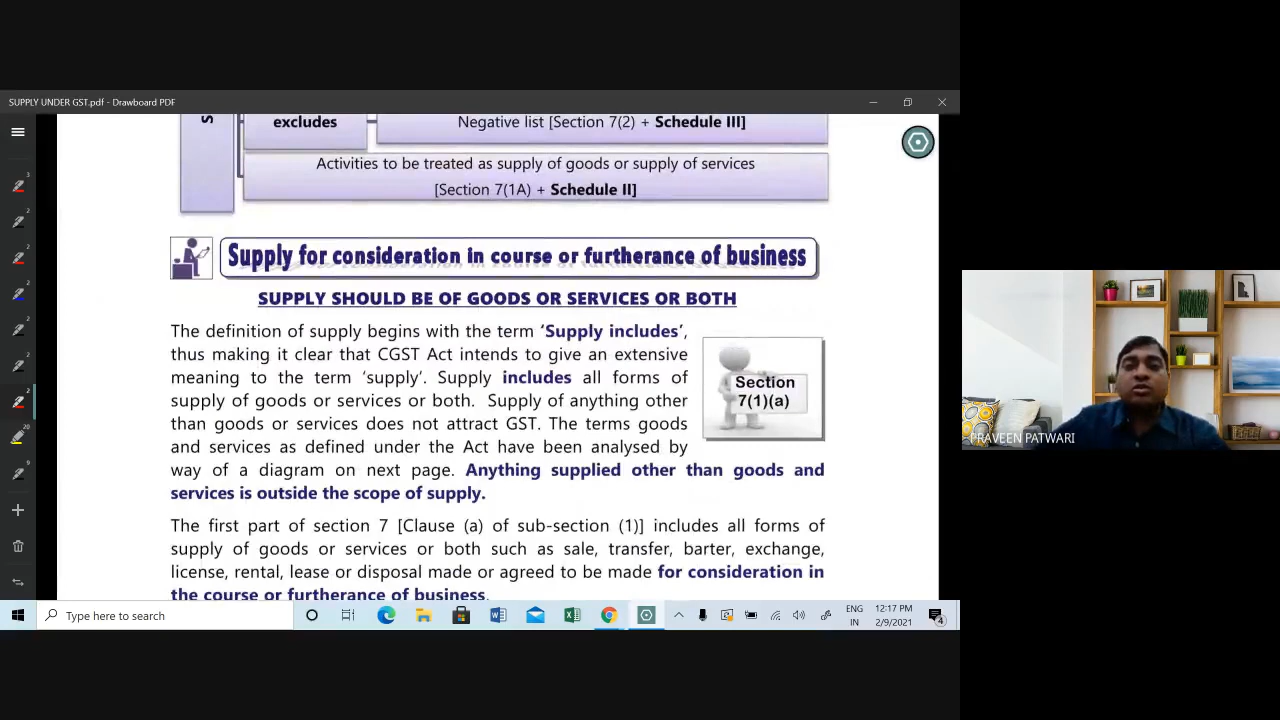 SUPPLY UNDER GST.pdf - Drawboard PDF
S
excludes
Negative list [Section 7(2) + Schedule III]
Activities to be treated as supply of goods or supply of services
[Section 7(1A) + Schedule II]
Supply for consideration in course or furtherance of business
SUPPLY SHOULD BE OF GOODS OR SERVICES OR BOTH
The definition of supply begins with the term ‘Supply includes’,
thus making it clear that CGST Act intends to give an extensive
meaning to the term ‘supply’. Supply includes all forms of
supply of goods or services or both. Supply of anything other
than goods or services does not attract GST. The terms goods
and services as defined under the Act have been analysed by
way of a diagram on next page. Anything supplied other than goods and
services is outside the scope of supply.
Section
7(1)(a)
The first part of section 7 [Clause (a) of sub-section (1)] includes all forms of
supply of goods or services or both such as sale, transfer, barter, exchange,
license, rental, lease or disposal made or agreed to be made for consideration in
the course or furtherance of business.
3
2
2
2
2
2
2
20
9
PRAVEEN PATWARI
Type here to search
ENG
IN
12:17 PM
2/9/2021
4